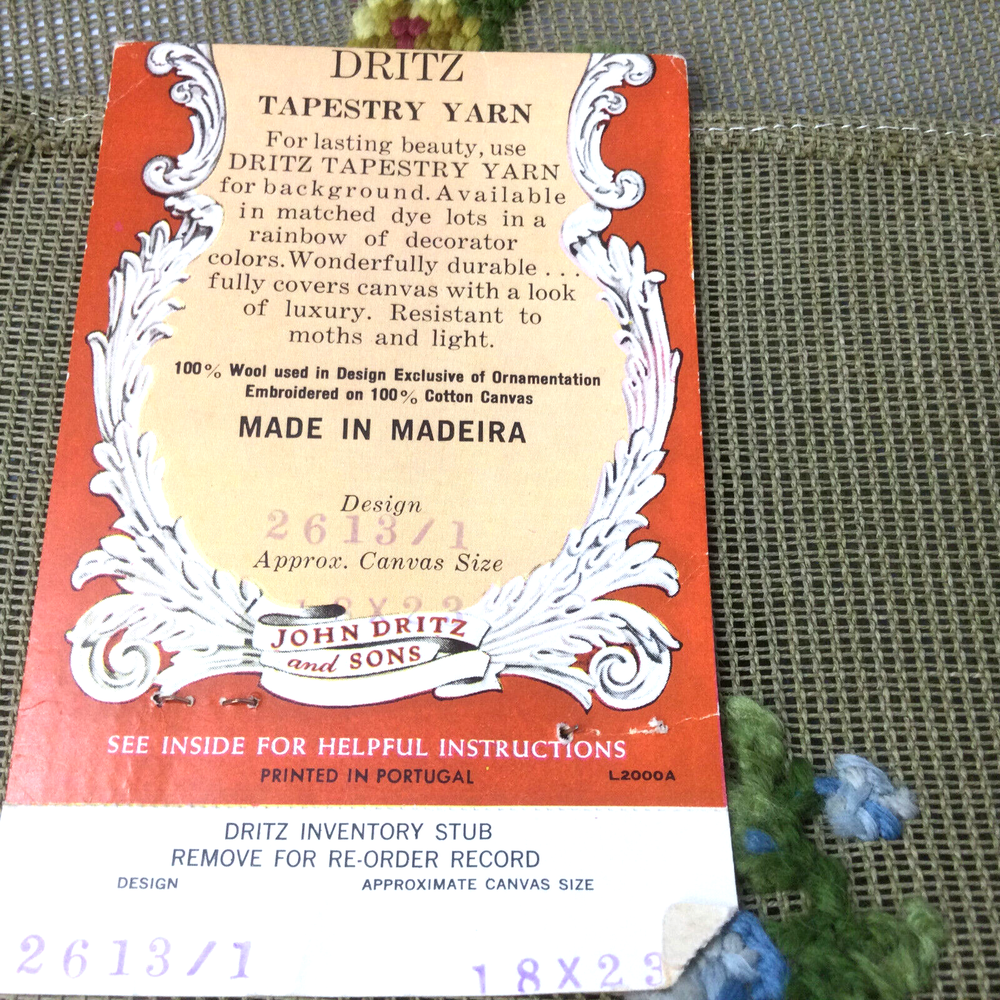 DRITZ
TAPESTRY YARN
For lasting beauty, use
DRITZ TAPESTRY YARN
for background. Available
in matched dye lots in a
rainbow of decorator
colors. Wonderfully durable . . .
fully covers canvas with a look
of luxury. Resistant to
moths and light.
100% Wool used in Design Exclusive of Ornamentation
Embroidered on 100% Cotton Canvas
MADE IN MADEIRA
Design
2613/1
Approx. Canvas Size
18X23
JOHN DRITZ
and SONS
SEE INSIDE FOR HELPFUL INSTRUCTIONS
PRINTED IN PORTUGAL L.2000A
DRITZ INVENTORY STUB
REMOVE FOR RE-ORDER RECORD
DESIGN APPROXIMATE CANVAS SIZE
2613/1 18X23